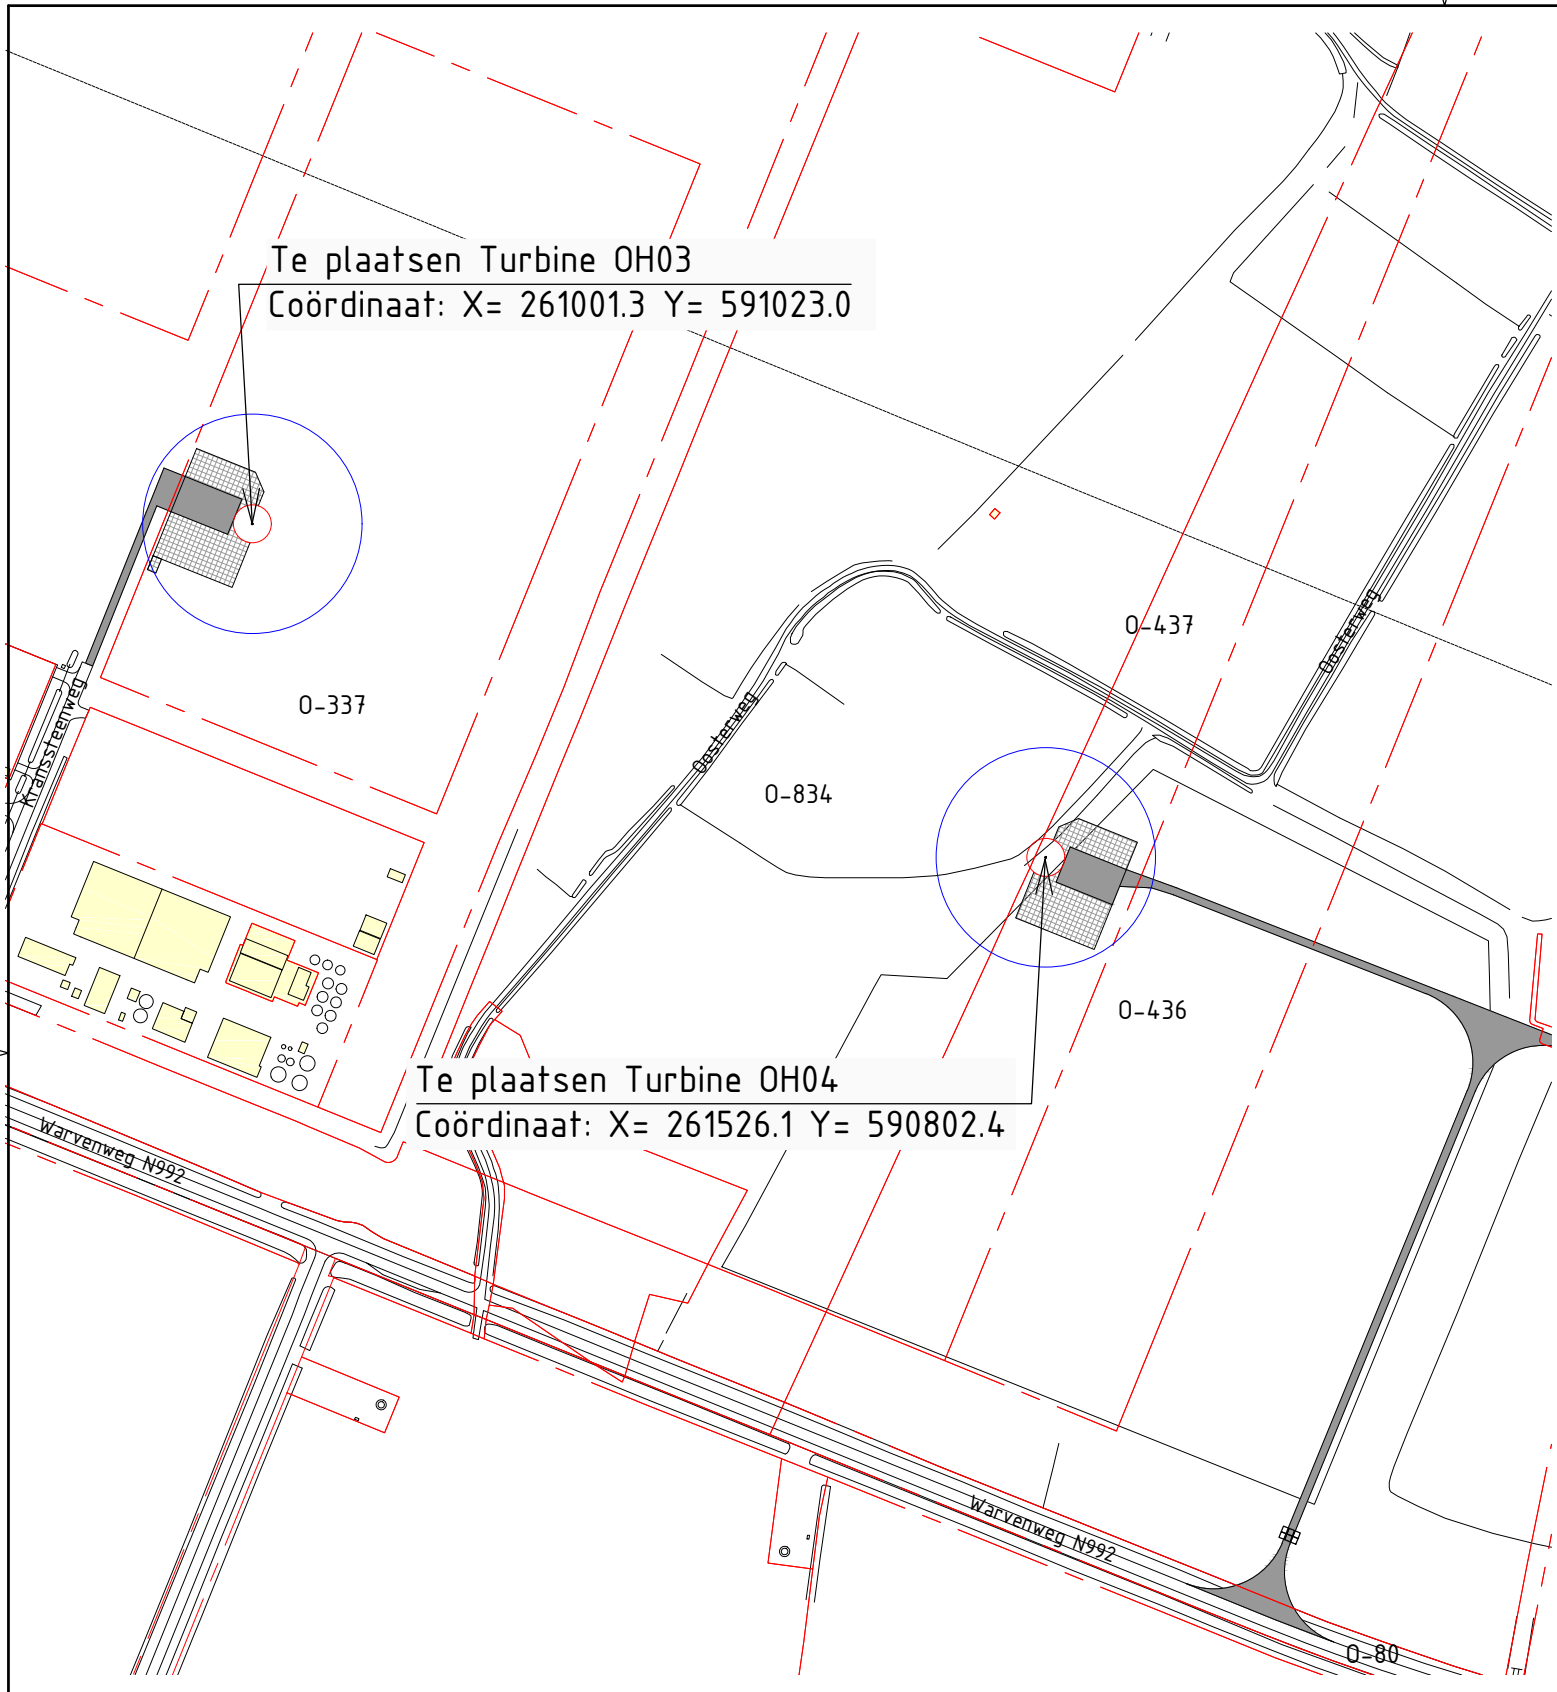 Te plaatsen Turbine OH03
Coördinaat: X= 261001.3 Y= 591023.0
O-437
Oosterweg
O-337
Kranssteenweg
Oosterweg
O-834
O-436
Te plaatsen Turbine OH04
Coördinaat: X= 261526.1 Y= 590802.4
Warvenweg N992
Warvenweg N992
O-80